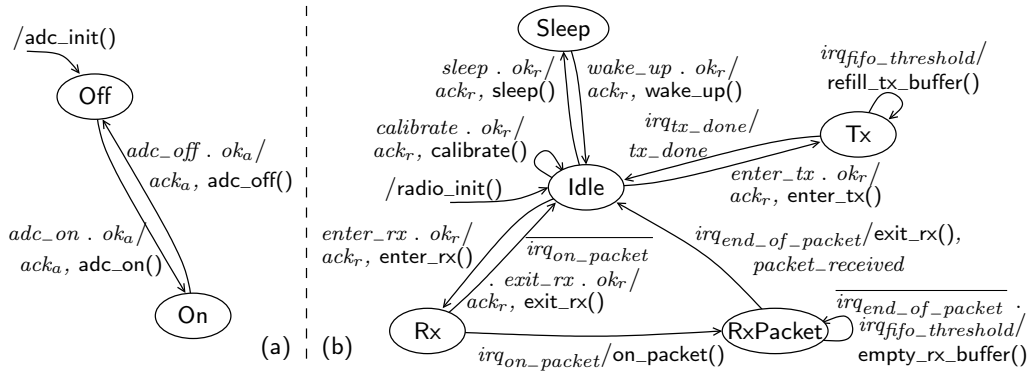 /adc_init()
Off
adc_off . ok_a/
ack_a, adc_off()
adc_on . ok_a/
ack_a, adc_on()
On
(a)
(b)
Sleep
sleep . ok_r/
ack_r, sleep()
wake_up . ok_r/
ack_r, wake_up()
irq_fifo_threshold/
refill_tx_buffer()
Tx
calibrate . ok_r/
ack_r, calibrate()
irq_tx_done/
tx_done
/radio_init()
Idle
enter_tx . ok_r/
ack_r, enter_tx()
enter_rx . ok_r/
ack_r, enter_rx()
irq_on_packet
. exit_rx . ok_r/
ack_r, exit_rx()
irq_end_of_packet/exit_rx(),
packet_received
Rx
irq_on_packet/on_packet()
RxPacket
irq_end_of_packet .
irq_fifo_threshold/
empty_rx_buffer()